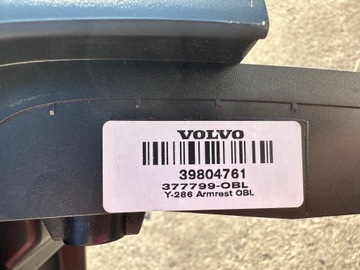 VOLVO
39804761
377799-OBL
Y-286 Armrest OBL